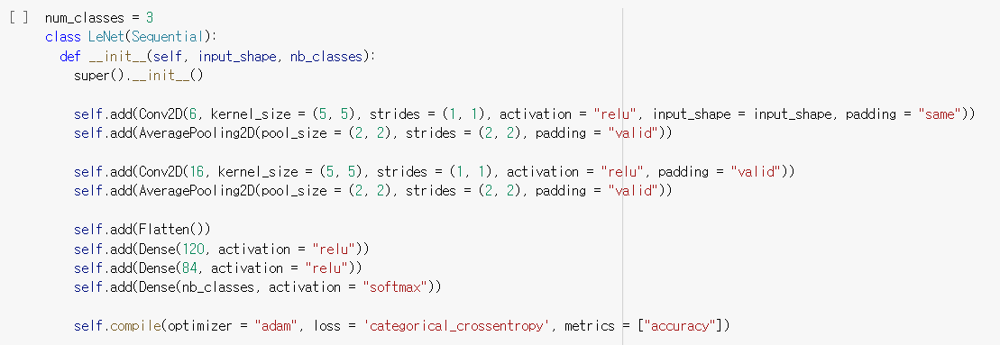 [ ] num_classes = 3
class LeNet(Sequential):
  def __init__(self, input_shape, nb_classes):
    super().__init__()

    self.add(Conv2D(6, kernel_size = (5, 5), strides = (1, 1), activation = "relu", input_shape = input_shape, padding = "same"))
    self.add(AveragePooling2D(pool_size = (2, 2), strides = (2, 2), padding = "valid"))

    self.add(Conv2D(16, kernel_size = (5, 5), strides = (1, 1), activation = "relu", padding = "valid"))
    self.add(AveragePooling2D(pool_size = (2, 2), strides = (2, 2), padding = "valid"))

    self.add(Flatten())
    self.add(Dense(120, activation = "relu"))
    self.add(Dense(84, activation = "relu"))
    self.add(Dense(nb_classes, activation = "softmax"))

    self.compile(optimizer = "adam", loss = 'categorical_crossentropy', metrics = ["accuracy"])